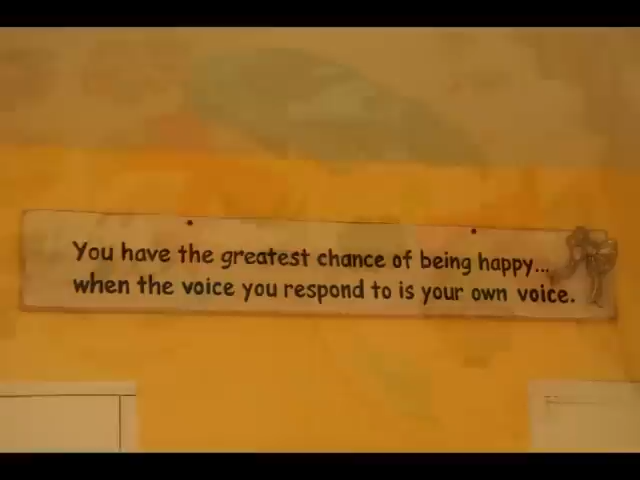 You have the greatest chance of being happy...
when the voice you respond to is your own voice.